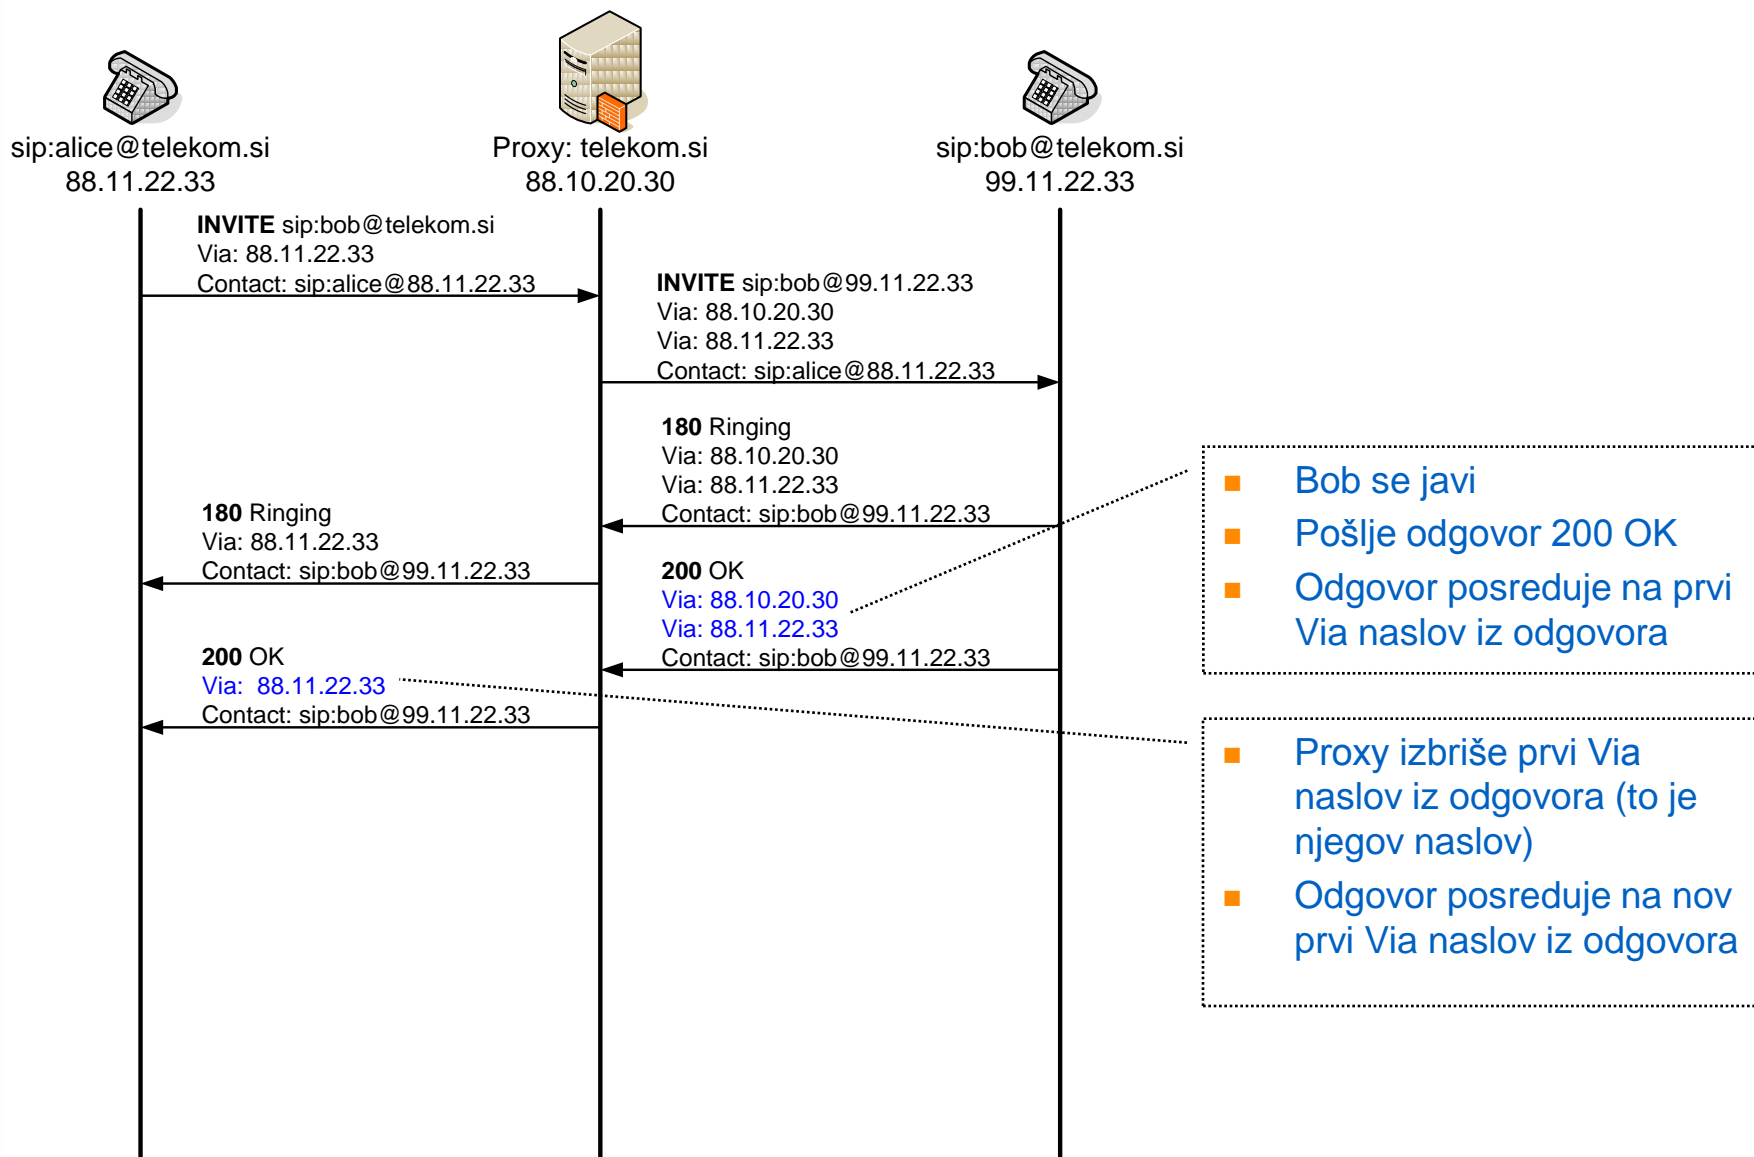 sip:alice@telekom.si
88.11.22.33
Proxy: telekom.si
88.10.20.30
sip:bob@telekom.si
99.11.22.33
INVITE sip:bob@telekom.si
Via: 88.11.22.33
Contact: sip:alice@88.11.22.33
INVITE sip:bob@99.11.22.33
Via: 88.10.20.30
Via: 88.11.22.33
Contact: sip:alice@88.11.22.33
180 Ringing
Via: 88.10.20.30
Via: 88.11.22.33
Contact: sip:bob@99.11.22.33
180 Ringing
Via: 88.11.22.33
Contact: sip:bob@99.11.22.33
200 OK
Via: 88.10.20.30
Via: 88.11.22.33
Contact: sip:bob@99.11.22.33
200 OK
Via: 88.11.22.33
Contact: sip:bob@99.11.22.33
Bob se javi
Pošlje odgovor 200 OK
Odgovor posreduje na prvi
Via naslov iz odgovora
Proxy izbriše prvi Via
naslov iz odgovora (to je
njegov naslov)
Odgovor posreduje na nov
prvi Via naslov iz odgovora